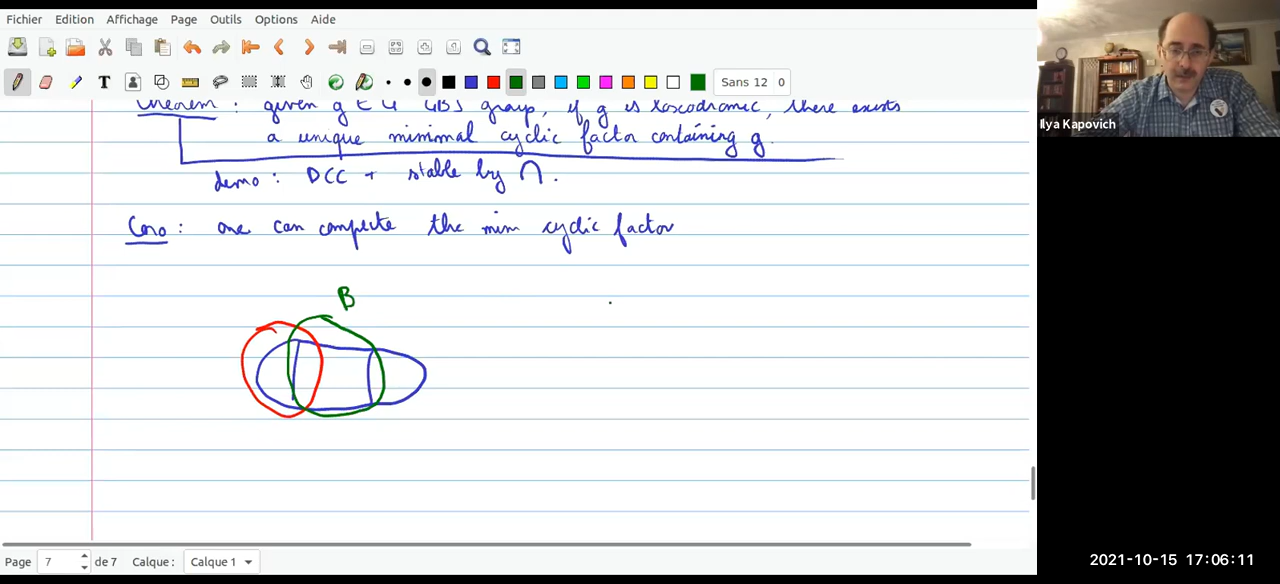 Fichier Edition Affichage Page Outils Options Aide
Sans 12 0
Theorem : given g ∈ G GBS group, if g is loxodromic, there exists
a unique minimal cyclic factor containing g.
demo : DCC + stable by ∩.
Coro : one can compute the min cyclic factor
B
Page 7 de 7 Calque : Calque 1
Ilya Kapovich
2021-10-15 17:06:11